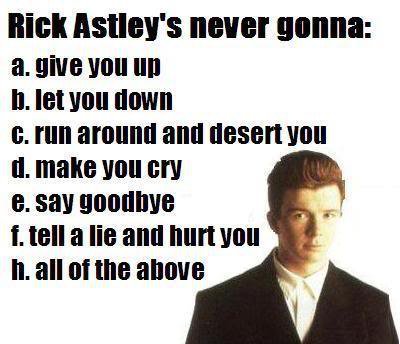 Rick Astley's never gonna:
a. give you up
b. let you down
c. run around and desert you
d. make you cry
e. say goodbye
f. tell a lie and hurt you
h. all of the above